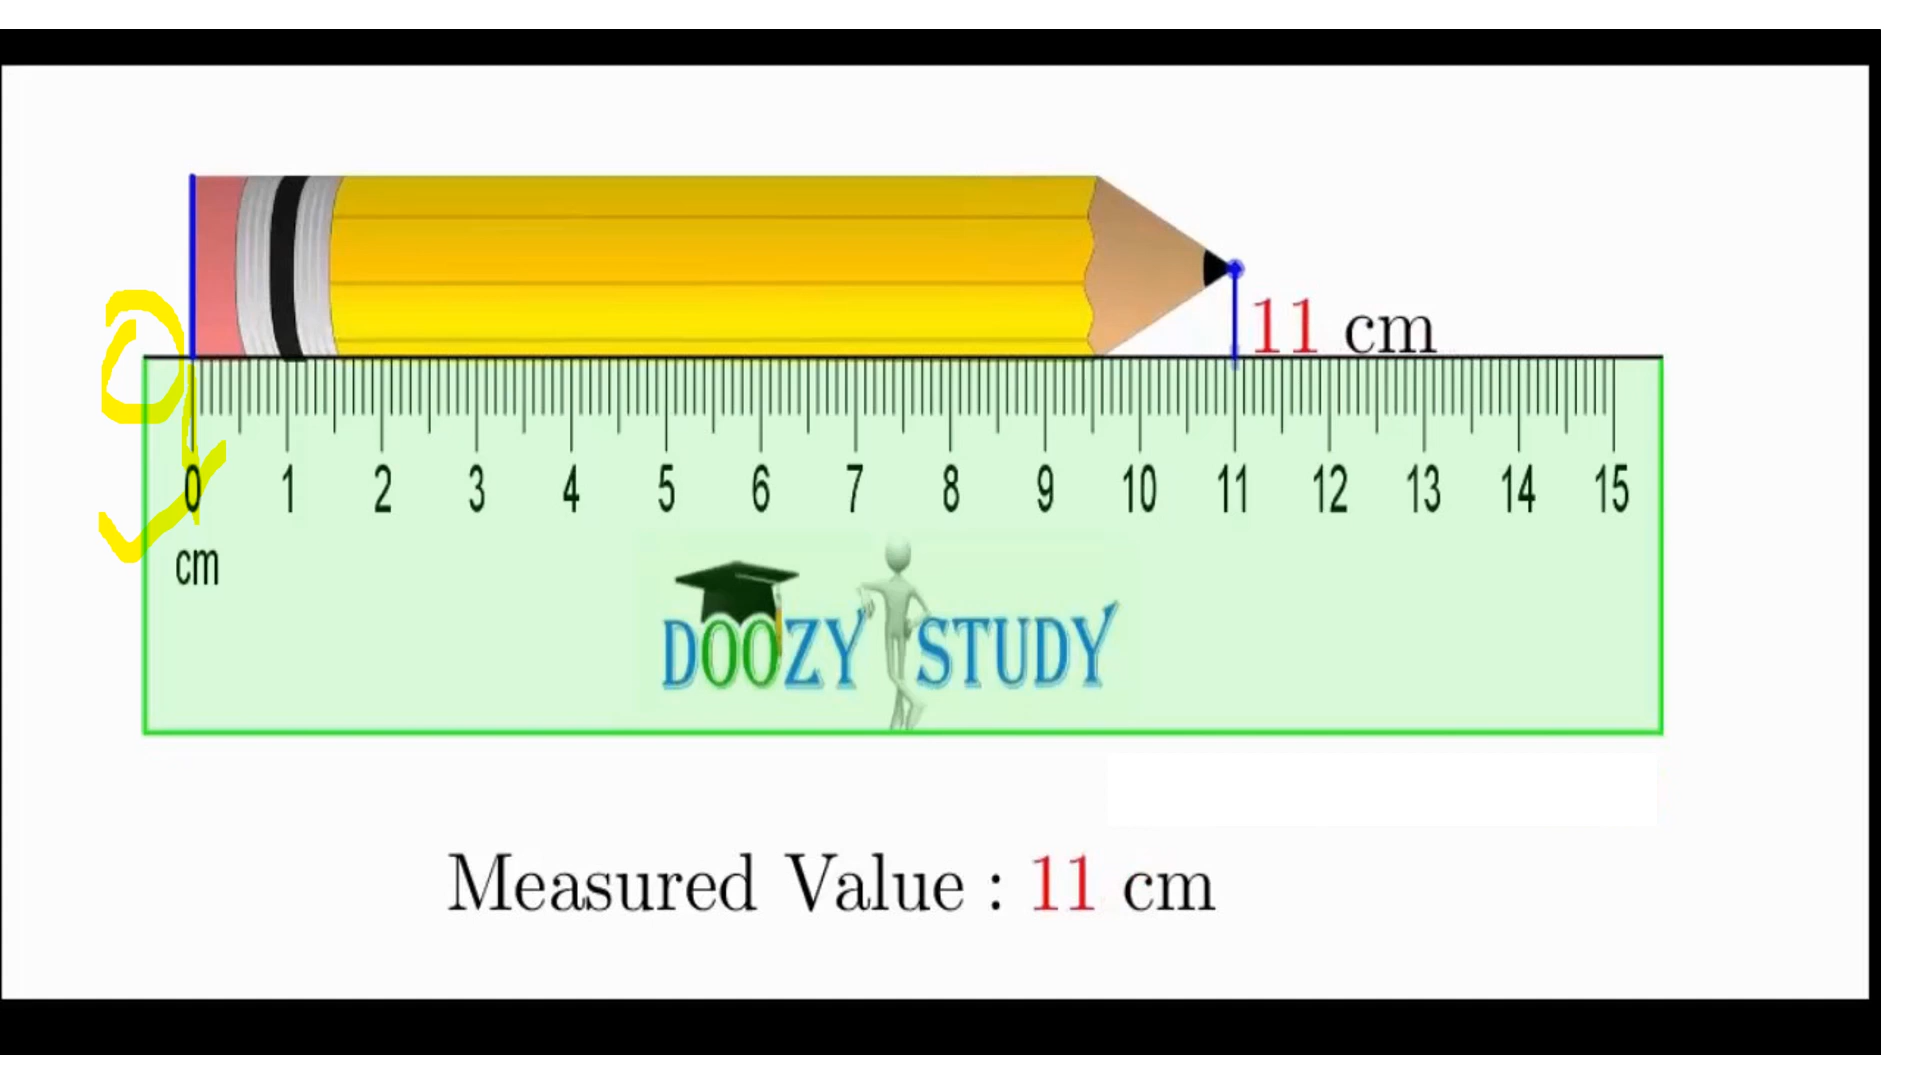 11 cm
0 1 2 3 4 5 6 7 8 9 10 11 12 13 14 15
cm
DOOZY STUDY
Measured Value : 11 cm